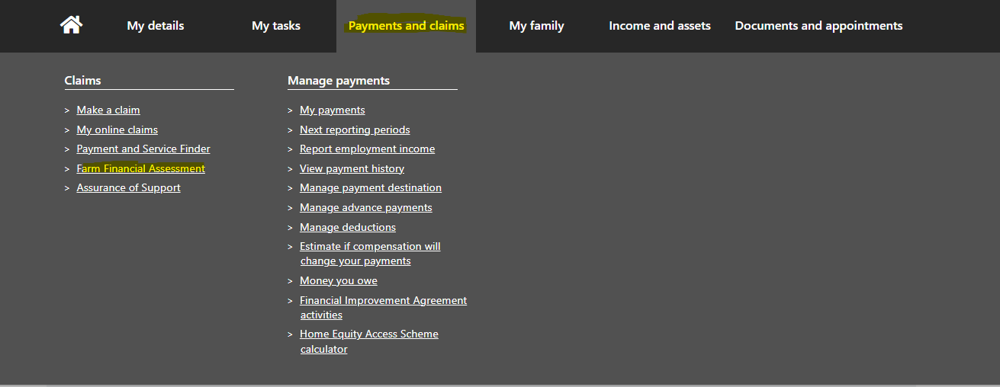 My details
My tasks
Payments and claims
My family
Income and assets
Documents and appointments
Claims
> Make a claim
> My online claims
> Payment and Service Finder
> Farm Financial Assessment
> Assurance of Support
Manage payments
> My payments
> Next reporting periods
> Report employment income
> View payment history
> Manage payment destination
> Manage advance payments
> Manage deductions
> Estimate if compensation will
change your payments
> Money you owe
> Financial Improvement Agreement
activities
> Home Equity Access Scheme
calculator